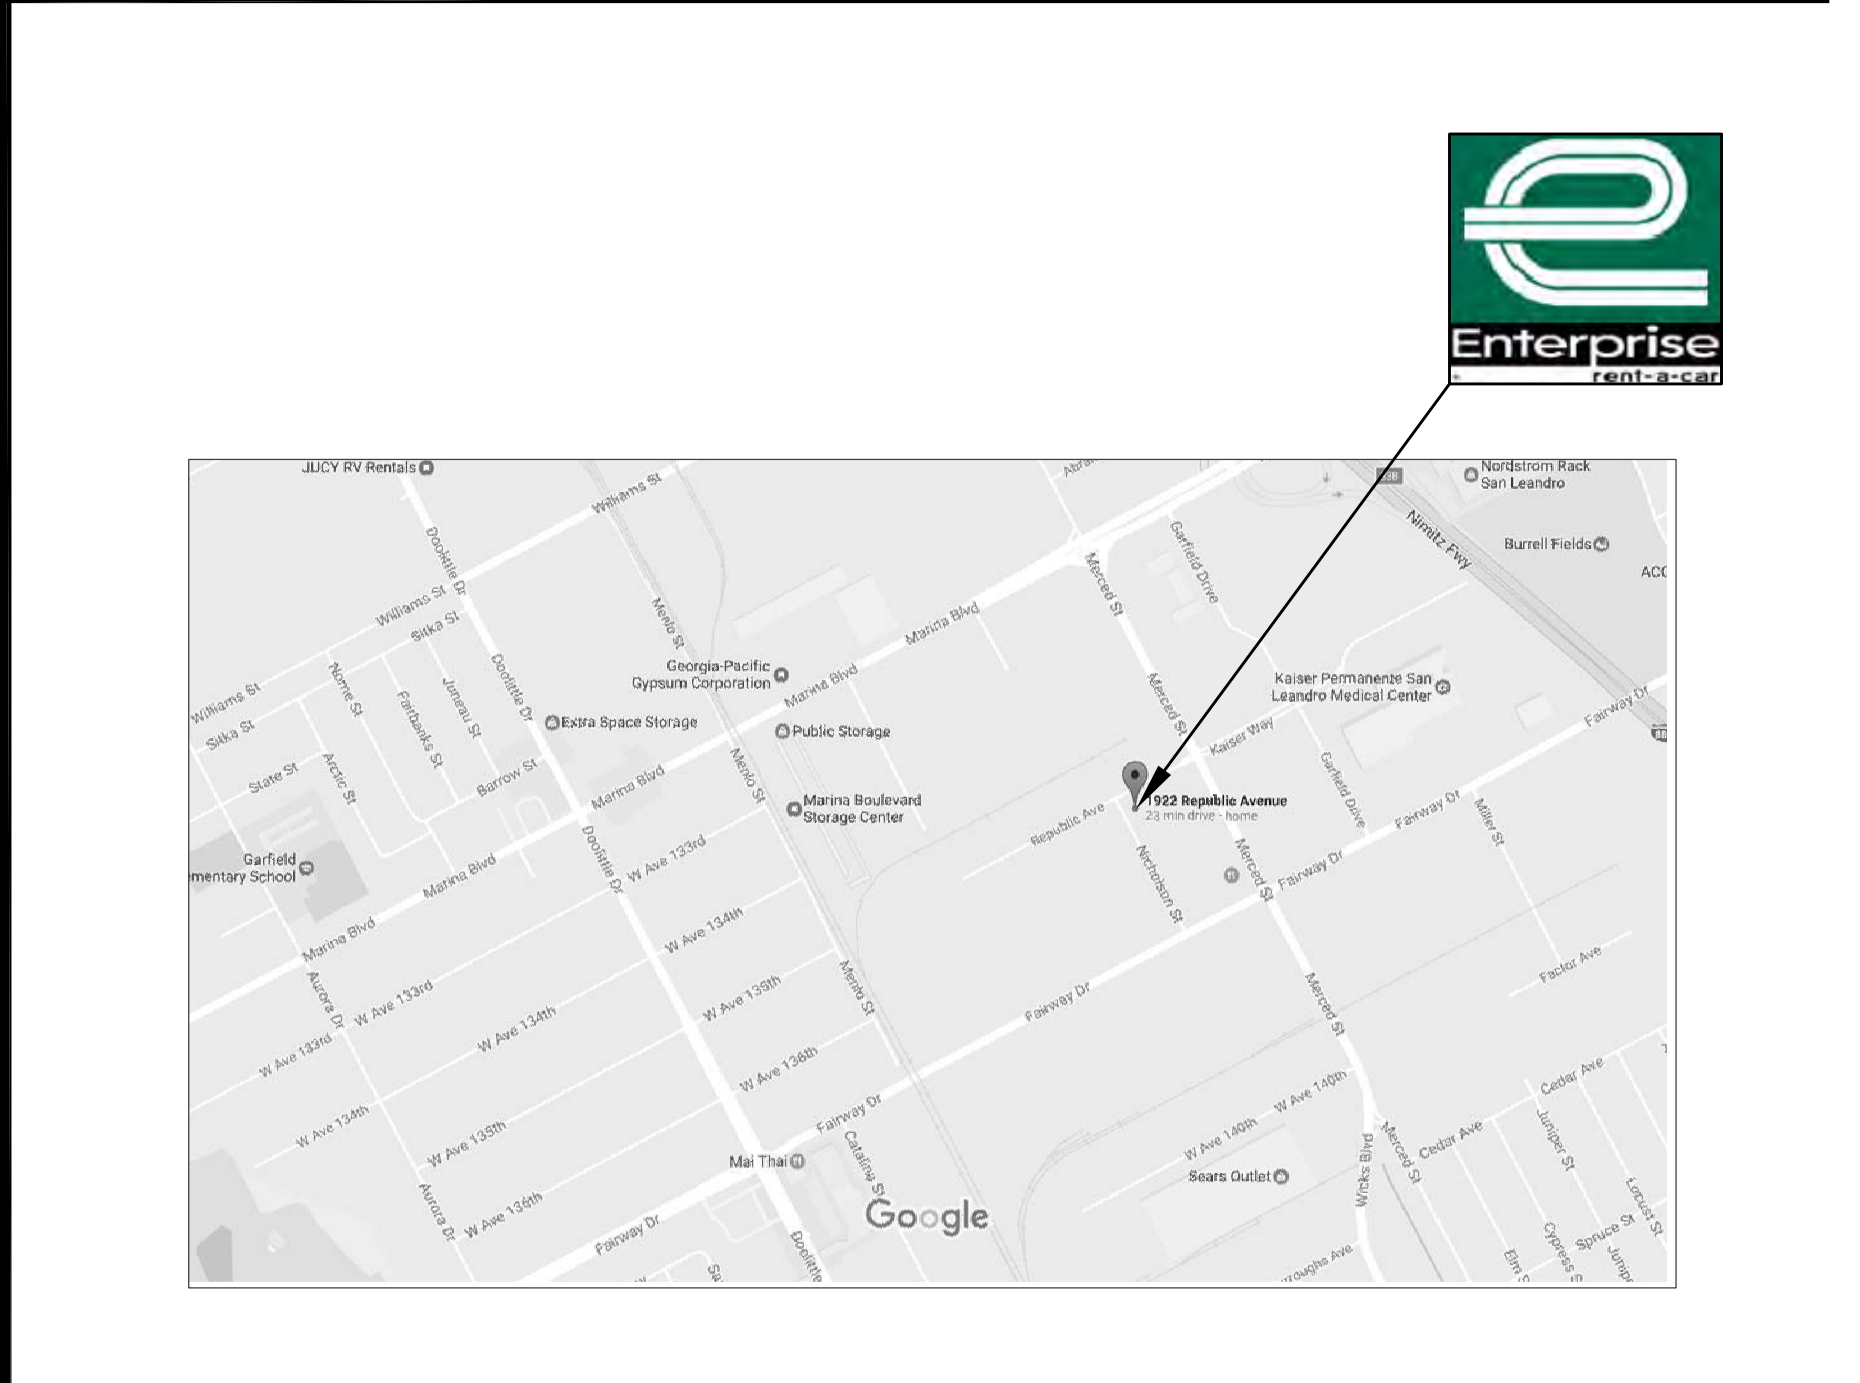 Enterprise
rent-a-car
JUCY RV Rentals
Williams St
Nordstrom Rack
San Leandro
Nimitz Fwy
Burrell Fields
Doolittle Dr
Garfield Drive
Merced St
Williams St
Sitka St
Menlo St
Marina Blvd
Georgia-Pacific
Gypsum Corporation
Marina Blvd
Kaiser Permanente San
Leandro Medical Center
Williams St
Sitka St
Nome St
Fairbanks St
Juneau St
Doolittle Dr
Extra Space Storage
Public Storage
Merced St
Kaiser Way
Fairway Dr
State St
Arctic St
Barrow St
Marina Blvd
Menlo St
Marina Boulevard
Storage Center
Republic Ave
1922 Republic Avenue
23 min drive - home
Garfield Drive
Fairway Dr
Miller St
Garfield
mentary School
Marina Blvd
Doolittle Dr
W Ave 133rd
Nicholson St
Merced St
Fairway Dr
Marina Blvd
W Ave 134th
Aurora Dr
W Ave 133rd
W Ave 135th
Menlo St
Fairway Dr
Merced St
Factor Ave
W Ave 133rd
W Ave 134th
W Ave 136th
W Ave 140th
Cedar Ave
W Ave 134th
W Ave 135th
Fairway Dr
Catalina St
W Ave 140th
Wicks Blvd
Merced St
Cedar Ave
Juniper St
Mai Thai
Sears Outlet
Aurora Dr
W Ave 136th
Fairway Dr
Google
Locust St
Spruce St
Cypress S
Doolittle
Sa
rroughs Ave
Elm S
Junipe